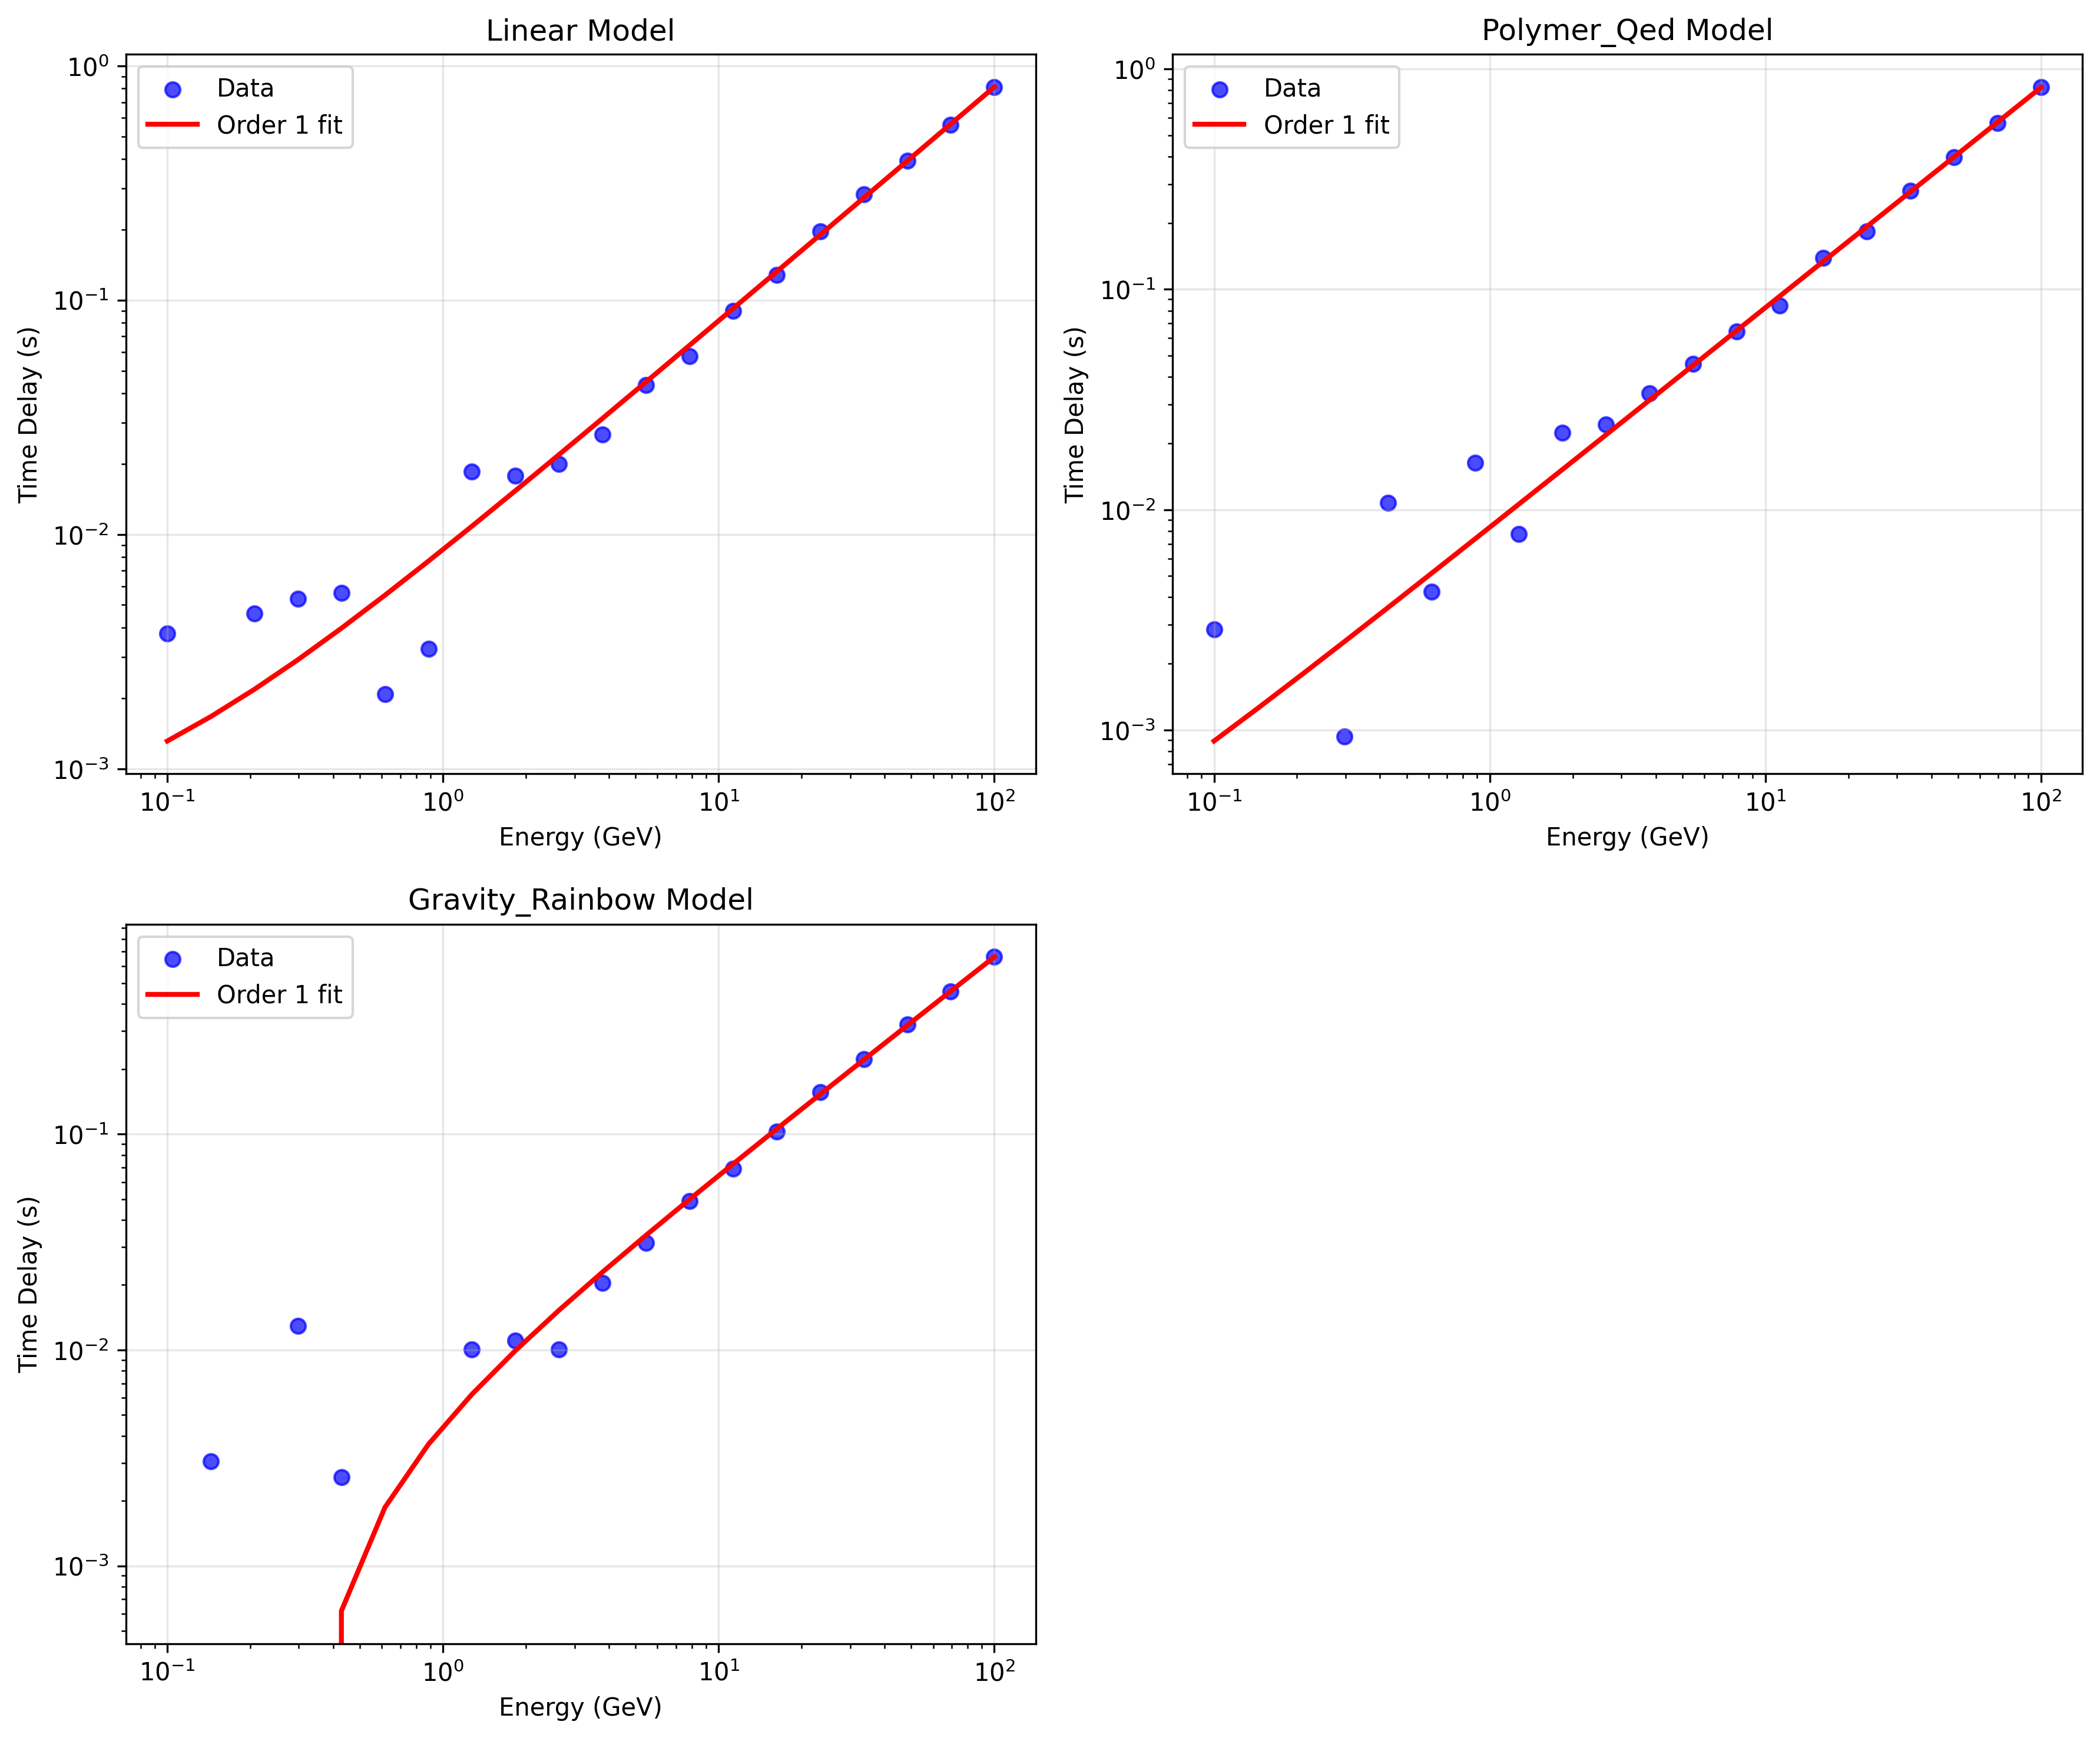 Linear Model
Data
Order 1 fit
10⁰
10⁻¹
10⁻²
10⁻³
Time Delay (s)
10⁻¹ 10⁰ 10¹ 10²
Energy (GeV)
Polymer_Qed Model
Data
Order 1 fit
10⁰
10⁻¹
10⁻²
10⁻³
Time Delay (s)
10⁻¹ 10⁰ 10¹ 10²
Energy (GeV)
Gravity_Rainbow Model
Data
Order 1 fit
10⁻¹
10⁻²
10⁻³
Time Delay (s)
10⁻¹ 10⁰ 10¹ 10²
Energy (GeV)